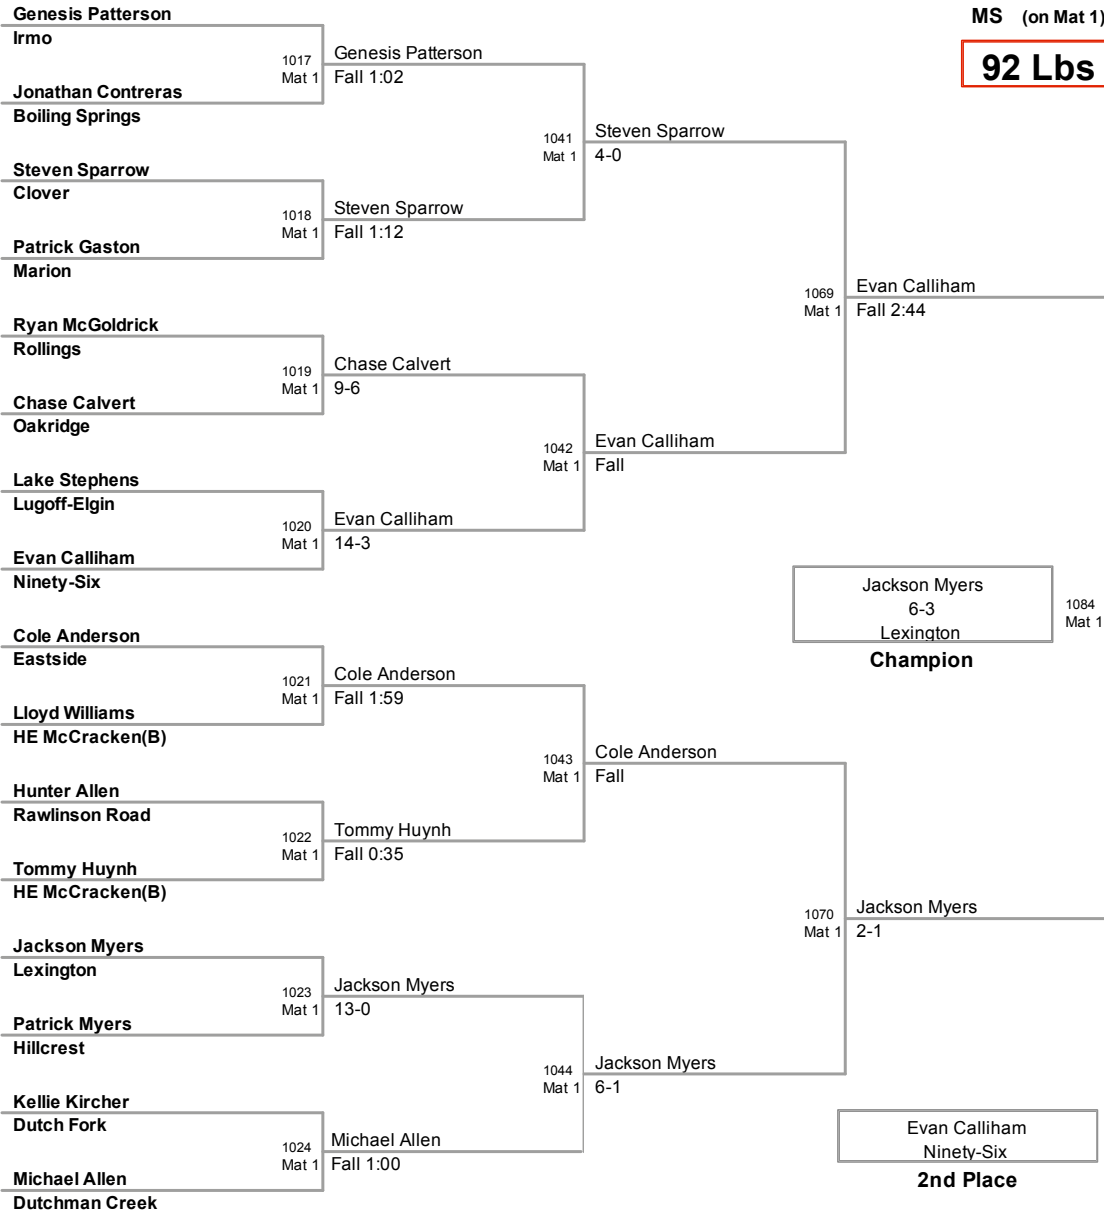 Genesis Patterson
MS (on Mat 1)
Irmo
92 Lbs
1017
Mat 1
Genesis Patterson
Fall 1:02
Jonathan Contreras
Boiling Springs
1041
Mat 1
Steven Sparrow
4-0
Steven Sparrow
Clover
1018
Mat 1
Steven Sparrow
Fall 1:12
Patrick Gaston
Marion
1069
Mat 1
Evan Calliham
Fall 2:44
Ryan McGoldrick
Rollings
1019
Mat 1
Chase Calvert
9-6
Chase Calvert
Oakridge
1042
Mat 1
Evan Calliham
Fall
Lake Stephens
Lugoff-Elgin
1020
Mat 1
Evan Calliham
14-3
Evan Calliham
Ninety-Six
Jackson Myers
6-3
Lexington
1084
Mat 1
Champion
Cole Anderson
Eastside
1021
Mat 1
Cole Anderson
Fall 1:59
Lloyd Williams
HE McCracken(B)
1043
Mat 1
Cole Anderson
Fall
Hunter Allen
Rawlinson Road
1022
Mat 1
Tommy Huynh
Fall 0:35
Tommy Huynh
HE McCracken(B)
1070
Mat 1
Jackson Myers
2-1
Jackson Myers
Lexington
1023
Mat 1
Jackson Myers
13-0
Patrick Myers
Hillcrest
1044
Mat 1
Jackson Myers
6-1
Kellie Kircher
Dutch Fork
1024
Mat 1
Michael Allen
Fall 1:00
Michael Allen
Dutchman Creek
Evan Calliham
Ninety-Six
2nd Place